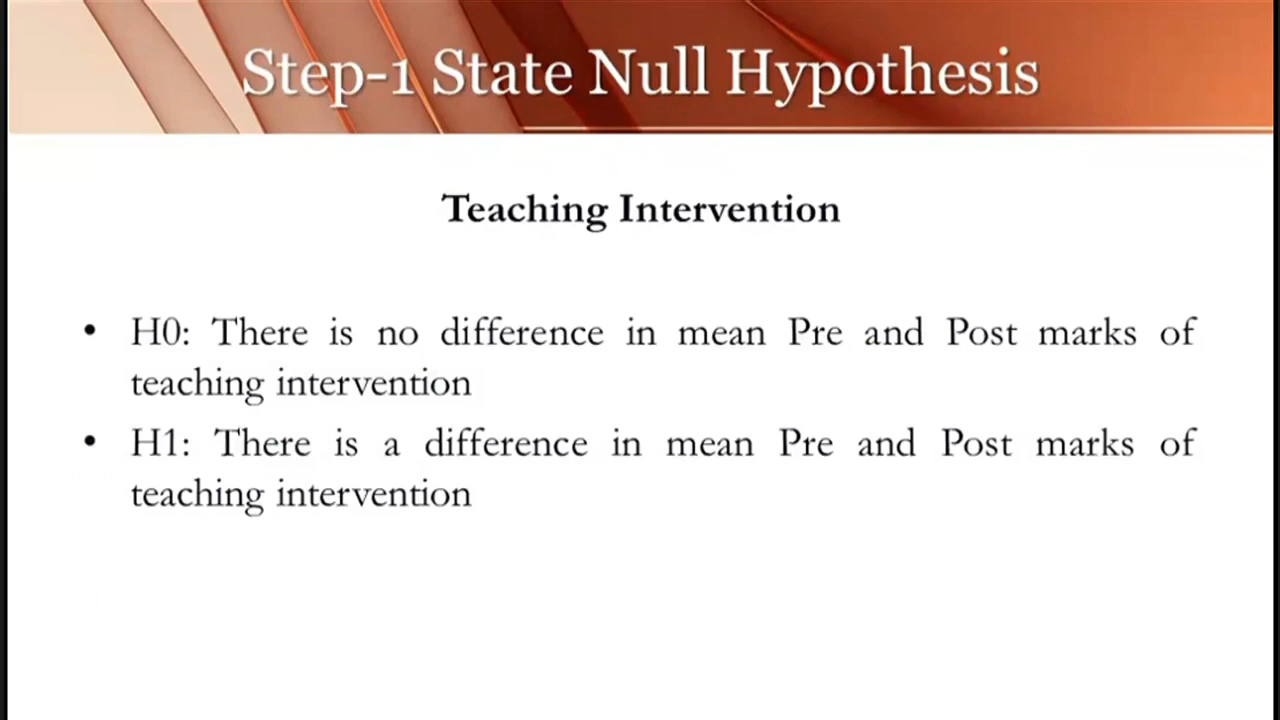 Step-1 State Null Hypothesis
Teaching Intervention
• H0: There is no difference in mean Pre and Post marks of
teaching intervention
• H1: There is a difference in mean Pre and Post marks of
teaching intervention